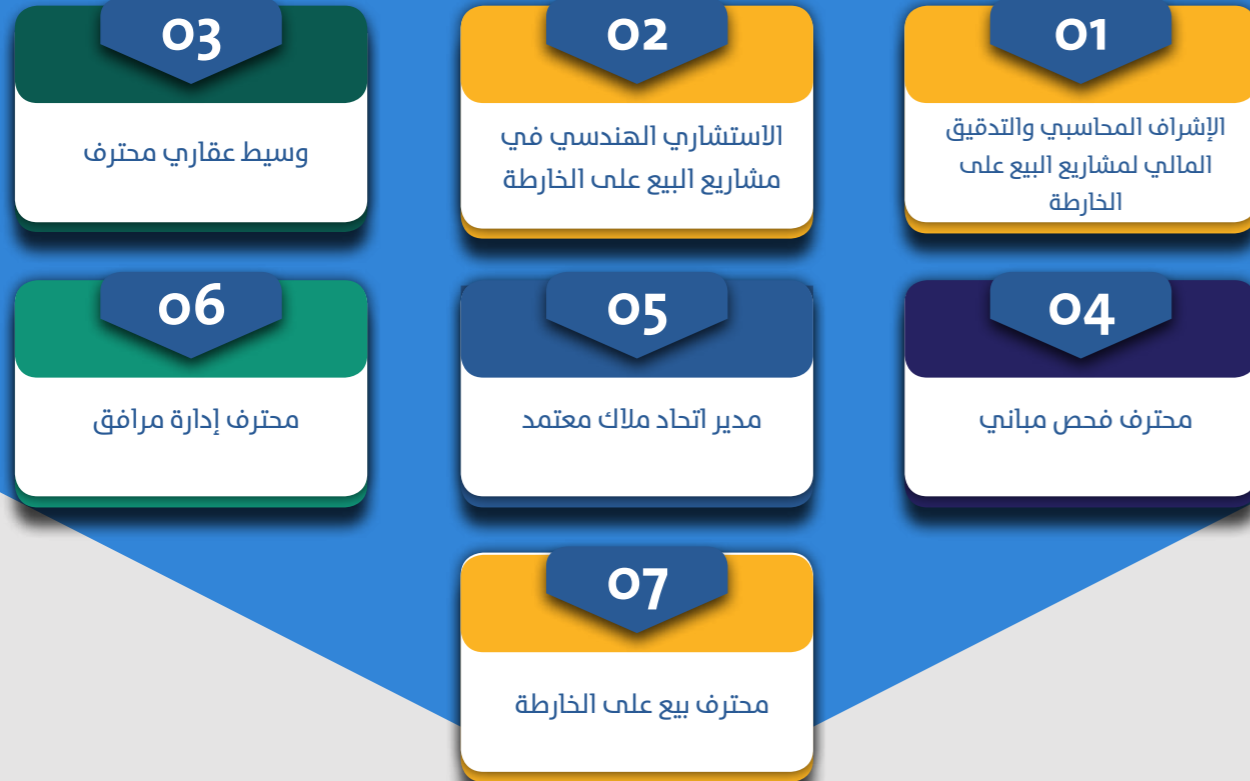 01
الإشراف المحاسبي والتدقيق
المالي لمشاريع البيع على
الخارطة
02
الاستشاري الهندسي في
مشاريع البيع على الخارطة
03
وسيط عقاري محترف
04
محترف فحص مباني
05
مدير اتحاد ملاك معتمد
06
محترف إدارة مرافق
07
محترف بيع على الخارطة